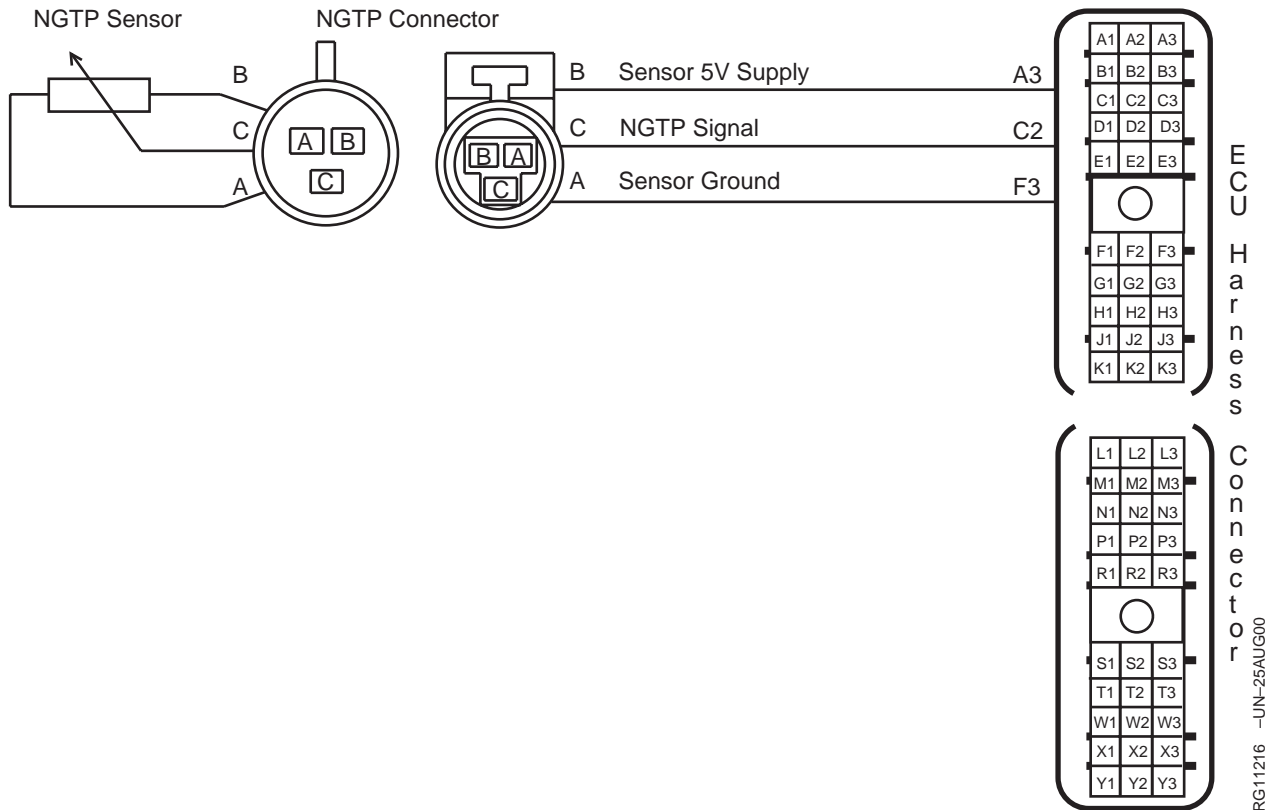 NGTP Sensor
NGTP Connector
B
C
A
A B
C
B A
C
B Sensor 5V Supply A3
C NGTP Signal C2
A Sensor Ground F3
A1 A2 A3
B1 B2 B3
C1 C2 C3
D1 D2 D3
E1 E2 E3
F1 F2 F3
G1 G2 G3
H1 H2 H3
J1 J2 J3
K1 K2 K3
L1 L2 L3
M1 M2 M3
N1 N2 N3
P1 P2 P3
R1 R2 R3
S1 S2 S3
T1 T2 T3
W1 W2 W3
X1 X2 X3
Y1 Y2 Y3
ECU Harness Connector
RG11216 –UN–25AUG00